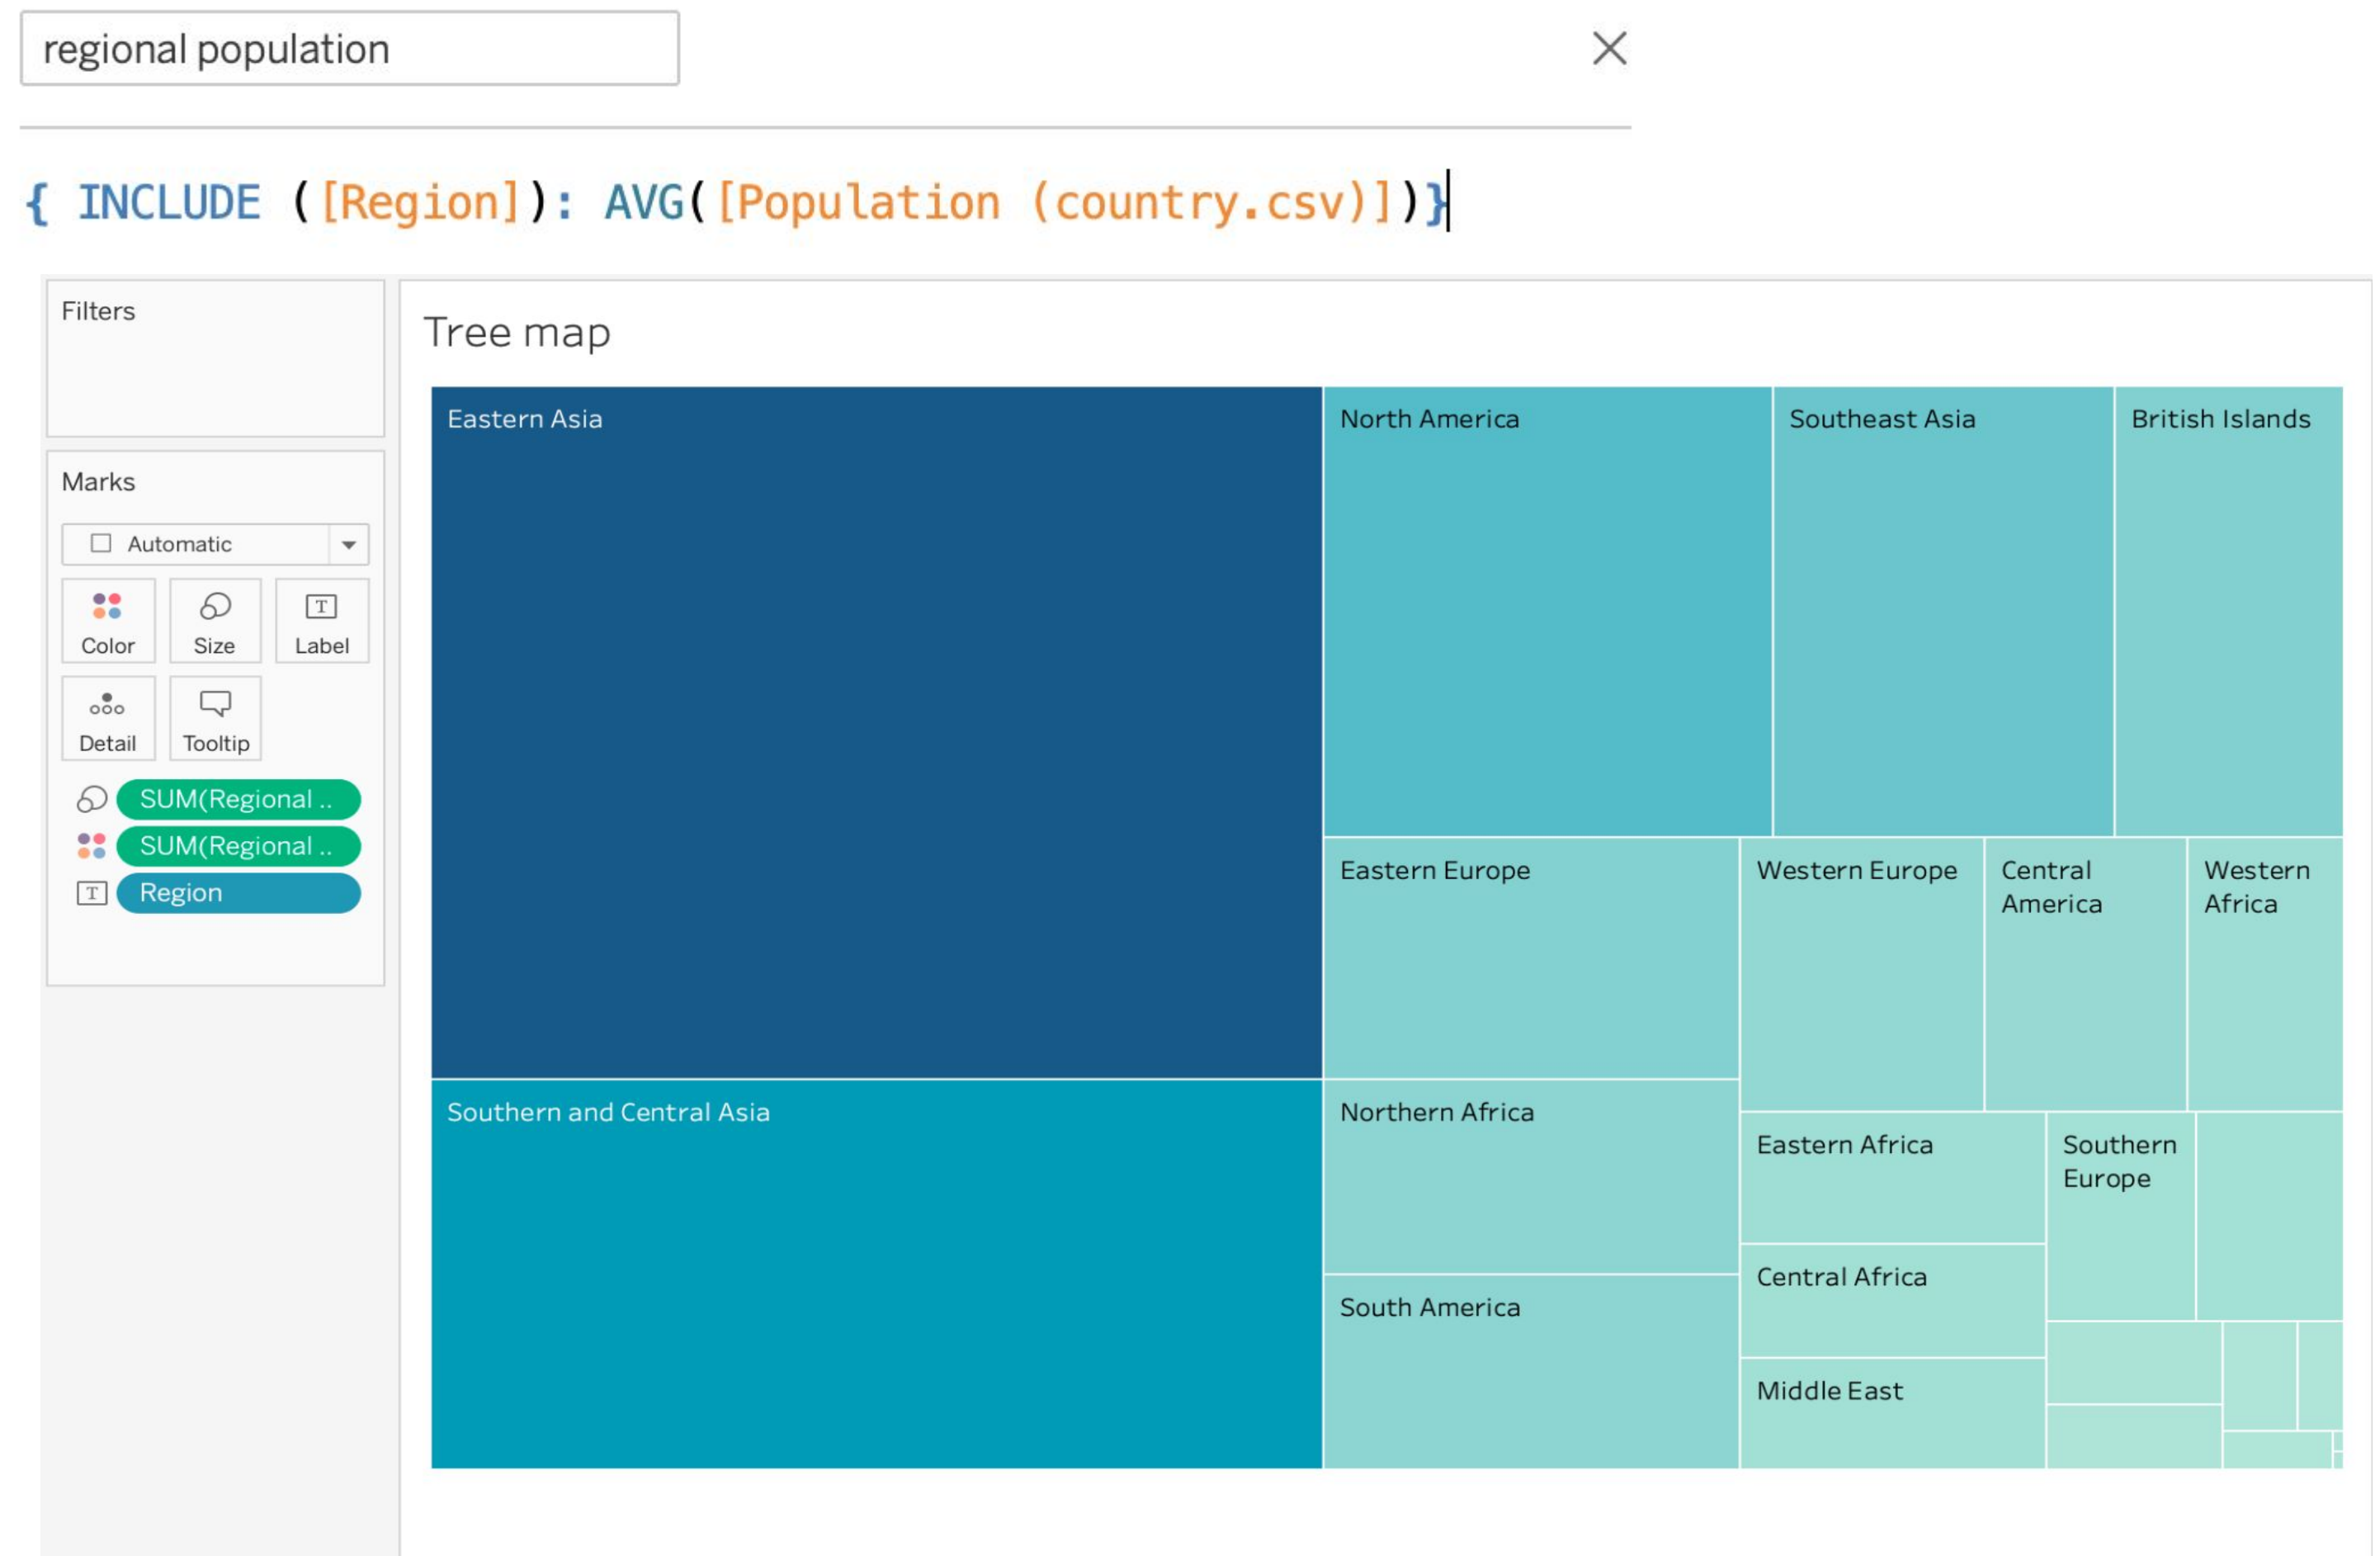 regional population
{ INCLUDE ([Region]): AVG([Population (country.csv)])}
Filters
Marks
Automatic
Color
Size
T
Label
Detail
Tooltip
SUM(Regional ..
SUM(Regional ..
T
Region
Tree map
Eastern Asia
North America
Southeast Asia
British Islands
Eastern Europe
Western Europe
Central
America
Western
Africa
Southern and Central Asia
Northern Africa
Eastern Africa
Southern
Europe
Central Africa
South America
Middle East